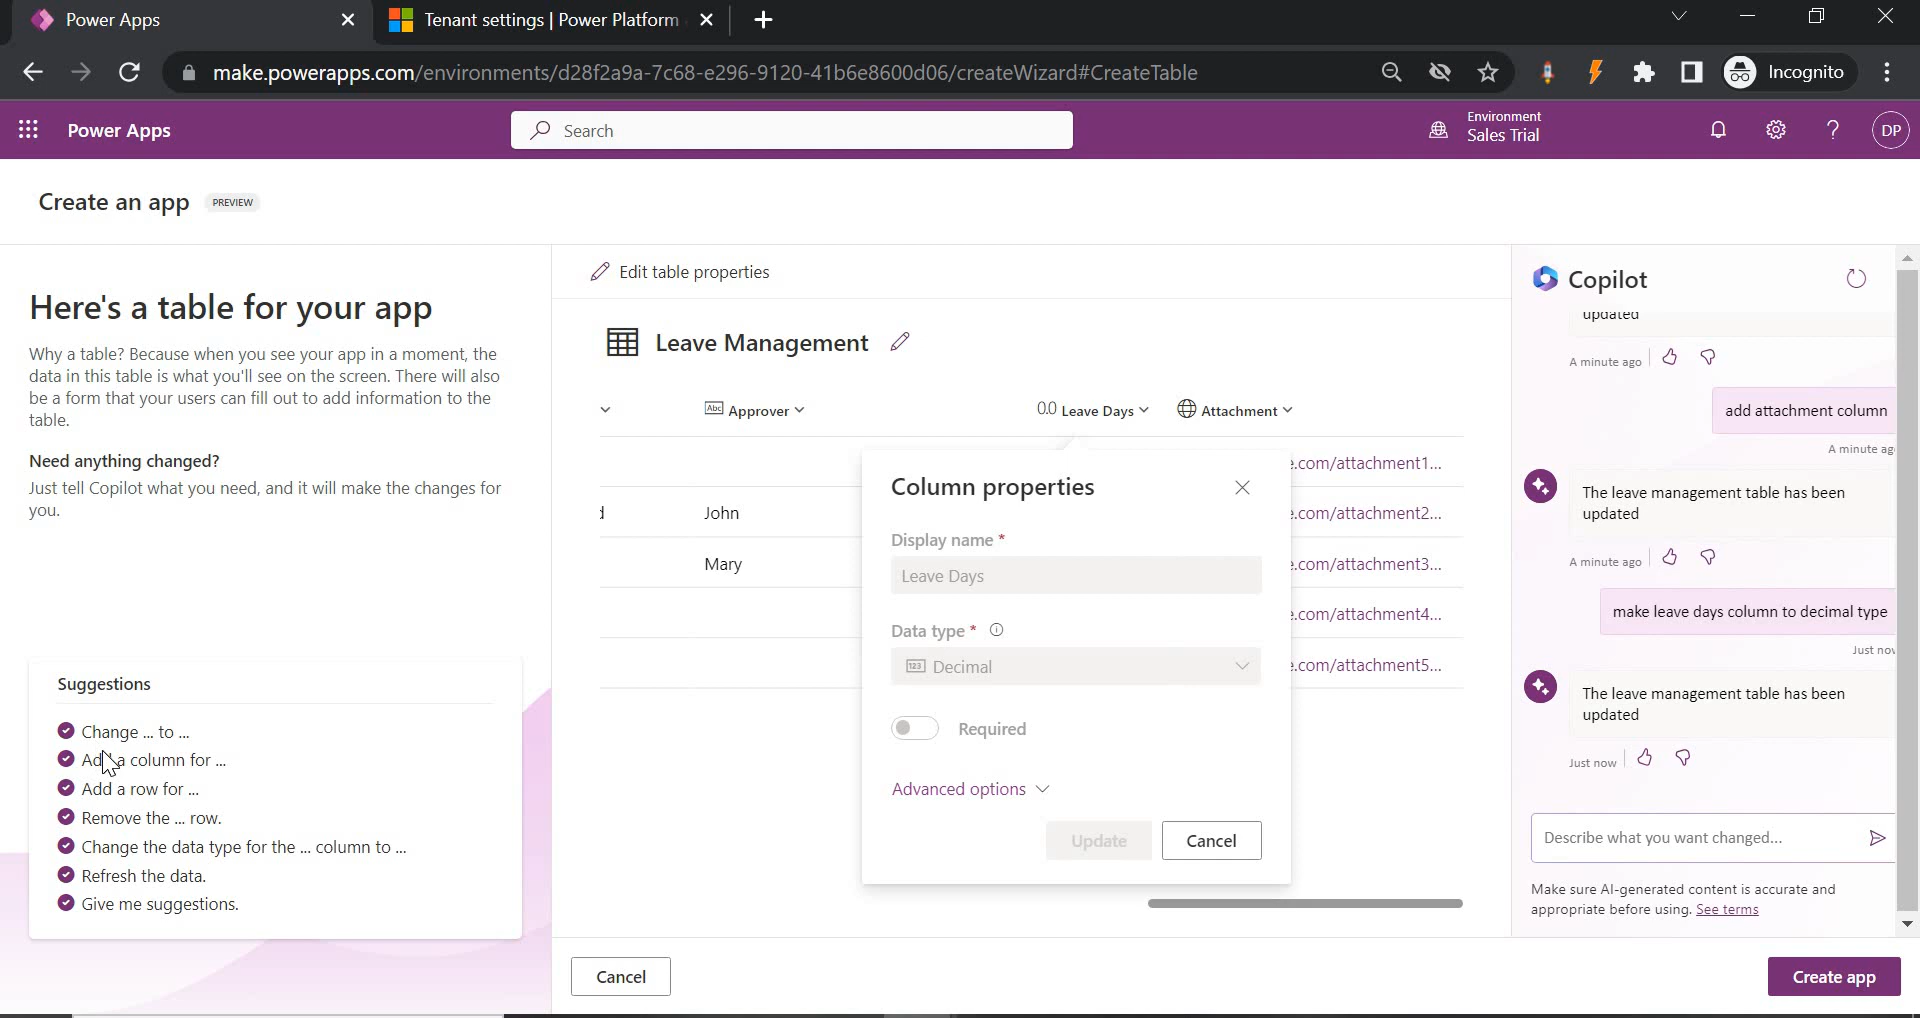 Power Apps
Tenant settings | Power Platform
make.powerapps.com/environments/d28f2a9a-7c68-e296-9120-41b6e8600d06/createWizard#CreateTable
Incognito
Power Apps
Search
Environment
Sales Trial
?
DP
Create an app PREVIEW
Here's a table for your app
Why a table? Because when you see your app in a moment, the
data in this table is what you'll see on the screen. There will also
be a form that your users can fill out to add information to the
table.
Need anything changed?
Just tell Copilot what you need, and it will make the changes for
you.
Suggestions
Change ... to ...
Add a column for ...
Add a row for ...
Remove the ... row.
Change the data type for the ... column to ...
Refresh the data.
Give me suggestions.
Edit table properties
Leave Management
Abc Approver
0.0 Leave Days
Attachment
d
John
Mary
e.com/attachment1...
e.com/attachment2...
e.com/attachment3...
e.com/attachment4...
e.com/attachment5...
Column properties
Display name *
Leave Days
Data type *
123 Decimal
Required
Advanced options
Update
Cancel
Cancel
Copilot
updated
A minute ago
add attachment column
A minute ag
The leave management table has been
updated
A minute ago
make leave days column to decimal type
Just now
The leave management table has been
updated
Just now
Describe what you want changed...
Make sure AI-generated content is accurate and
appropriate before using. See terms
Create app